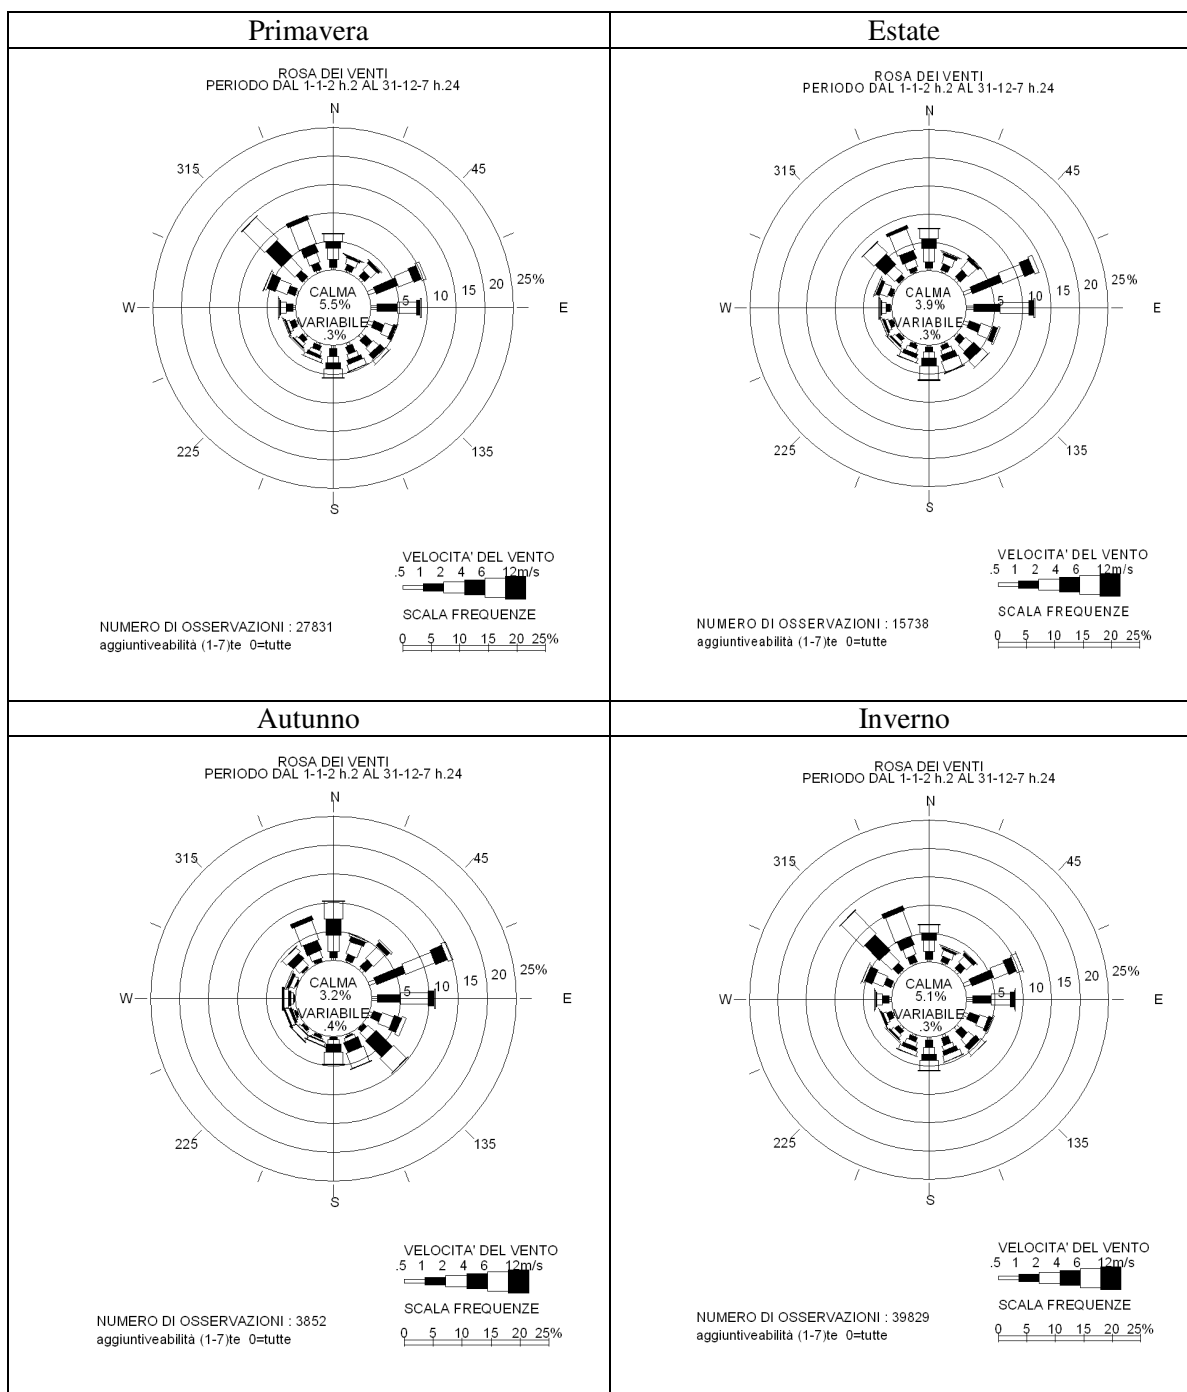 Primavera
Estate
ROSA DEI VENTI
PERIODO DAL 1-1-2 h.2 AL 31-12-7 h.24
N
315
45
CALMA
5.5%
VARIABILE
.3%
5 10 15 20 25%
W
E
225
135
S
VELOCITA' DEL VENTO
.5 1 2 4 6 12m/s
SCALA FREQUENZE
0 5 10 15 20 25%
NUMERO DI OSSERVAZIONI : 27831
aggiuntiveabilità (1-7)te 0=tutte
ROSA DEI VENTI
PERIODO DAL 1-1-2 h.2 AL 31-12-7 h.24
N
315
45
CALMA
3.9%
VARIABILE
.3%
5 10 15 20 25%
W
E
225
135
S
VELOCITA' DEL VENTO
.5 1 2 4 6 12m/s
SCALA FREQUENZE
0 5 10 15 20 25%
NUMERO DI OSSERVAZIONI : 15738
aggiuntiveabilità (1-7)te 0=tutte
Autunno
Inverno
ROSA DEI VENTI
PERIODO DAL 1-1-2 h.2 AL 31-12-7 h.24
N
315
45
CALMA
3.2%
VARIABILE
.4%
5 10 15 20 25%
W
E
225
135
S
VELOCITA' DEL VENTO
.5 1 2 4 6 12m/s
SCALA FREQUENZE
0 5 10 15 20 25%
NUMERO DI OSSERVAZIONI : 3852
aggiuntiveabilità (1-7)te 0=tutte
ROSA DEI VENTI
PERIODO DAL 1-1-2 h.2 AL 31-12-7 h.24
N
315
45
CALMA
5.1%
VARIABILE
.3%
5 10 15 20 25%
W
E
225
135
S
VELOCITA' DEL VENTO
.5 1 2 4 6 12m/s
SCALA FREQUENZE
0 5 10 15 20 25%
NUMERO DI OSSERVAZIONI : 39829
aggiuntiveabilità (1-7)te 0=tutte